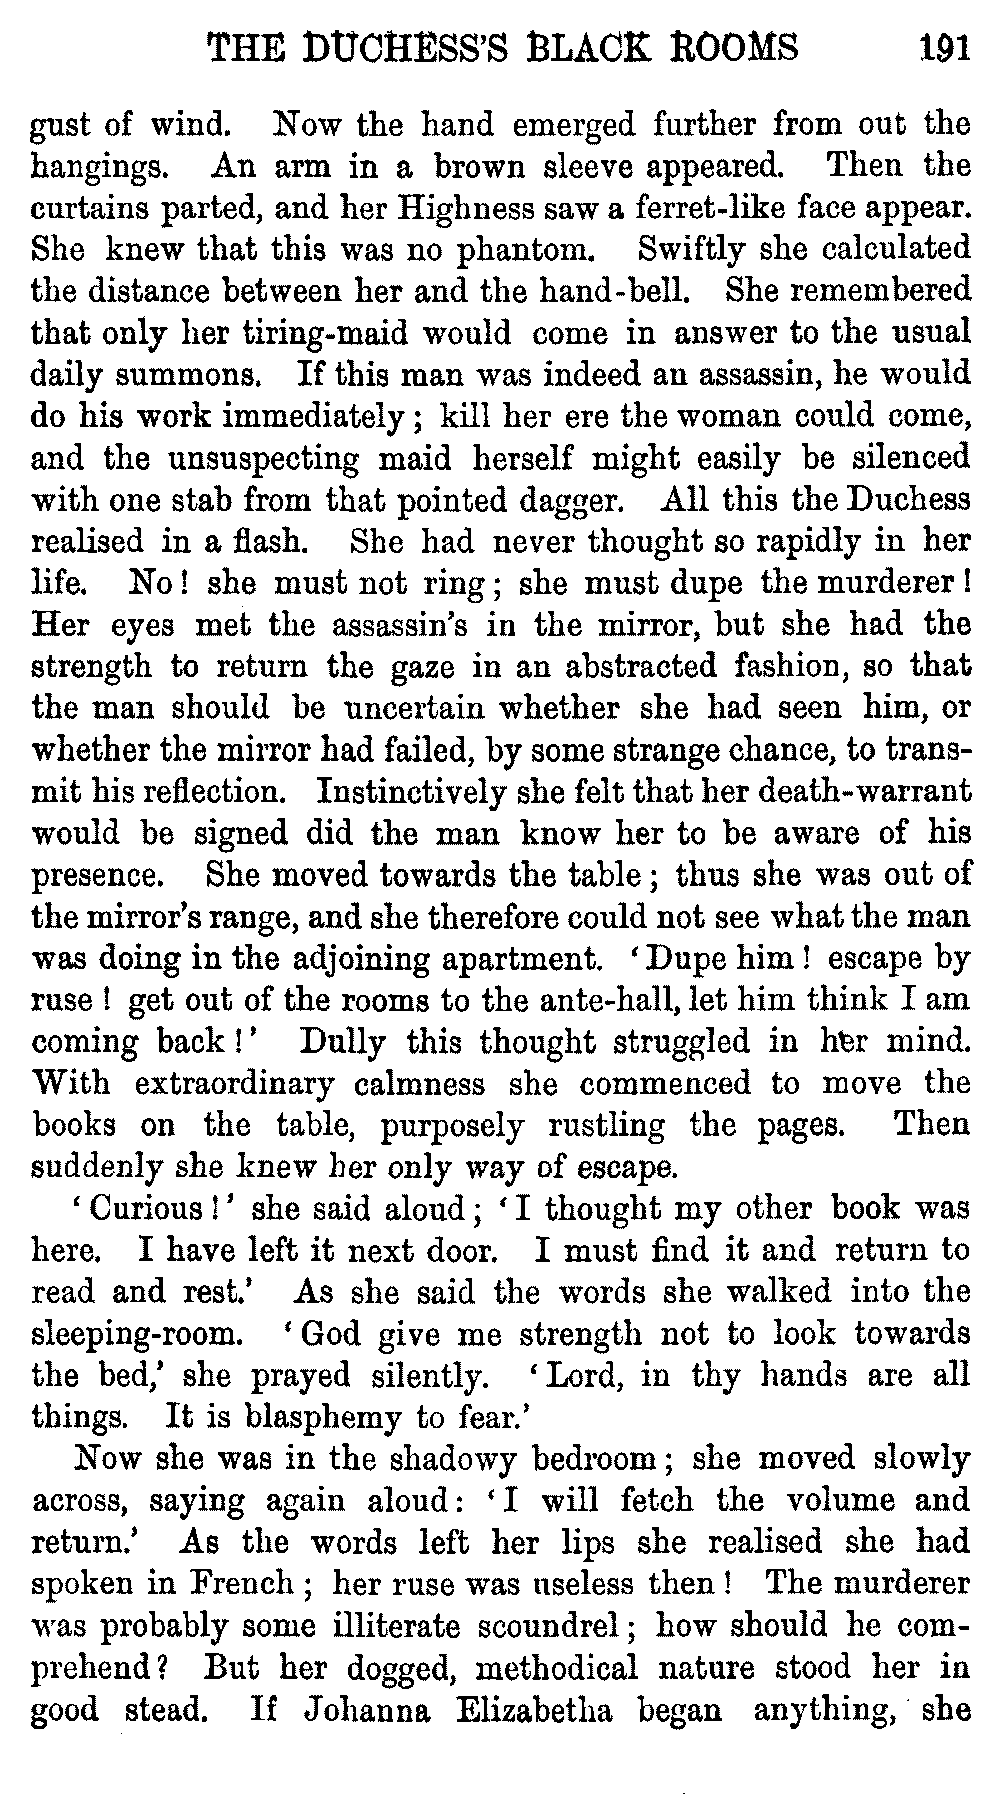 THE DUCHESS'S BLACK ROOMS 191
gust of wind. Now the hand emerged further from out the
hangings. An arm in a brown sleeve appeared. Then the
curtains parted, and her Highness saw a ferret-like face appear.
She knew that this was no phantom. Swiftly she calculated
the distance between her and the hand-bell. She remembered
that only her tiring-maid would come in answer to the usual
daily summons. If this man was indeed an assassin, he would
do his work immediately; kill her ere the woman could come,
and the unsuspecting maid herself might easily be silenced
with one stab from that pointed dagger. All this the Duchess
realised in a flash. She had never thought so rapidly in her
life. No! she must not ring; she must dupe the murderer!
Her eyes met the assassin's in the mirror, but she had the
strength to return the gaze in an abstracted fashion, so that
the man should be uncertain whether she had seen him, or
whether the mirror had failed, by some strange chance, to trans-
mit his reflection. Instinctively she felt that her death-warrant
would be signed did the man know her to be aware of his
presence. She moved towards the table; thus she was out of
the mirror's range, and she therefore could not see what the man
was doing in the adjoining apartment. 'Dupe him! escape by
ruse! get out of the rooms to the ante-hall, let him think I am
coming back!' Dully this thought struggled in her mind.
With extraordinary calmness she commenced to move the
books on the table, purposely rustling the pages. Then
suddenly she knew her only way of escape.
'Curious!' she said aloud; 'I thought my other book was
here. I have left it next door. I must find it and return to
read and rest.' As she said the words she walked into the
sleeping-room. 'God give me strength not to look towards
the bed,' she prayed silently. 'Lord, in thy hands are all
things. It is blasphemy to fear.'
Now she was in the shadowy bedroom; she moved slowly
across, saying again aloud: 'I will fetch the volume and
return.' As the words left her lips she realised she had
spoken in French; her ruse was useless then! The murderer
was probably some illiterate scoundrel; how should he com-
prehend? But her dogged, methodical nature stood her in
good stead. If Johanna Elizabetha began anything, she